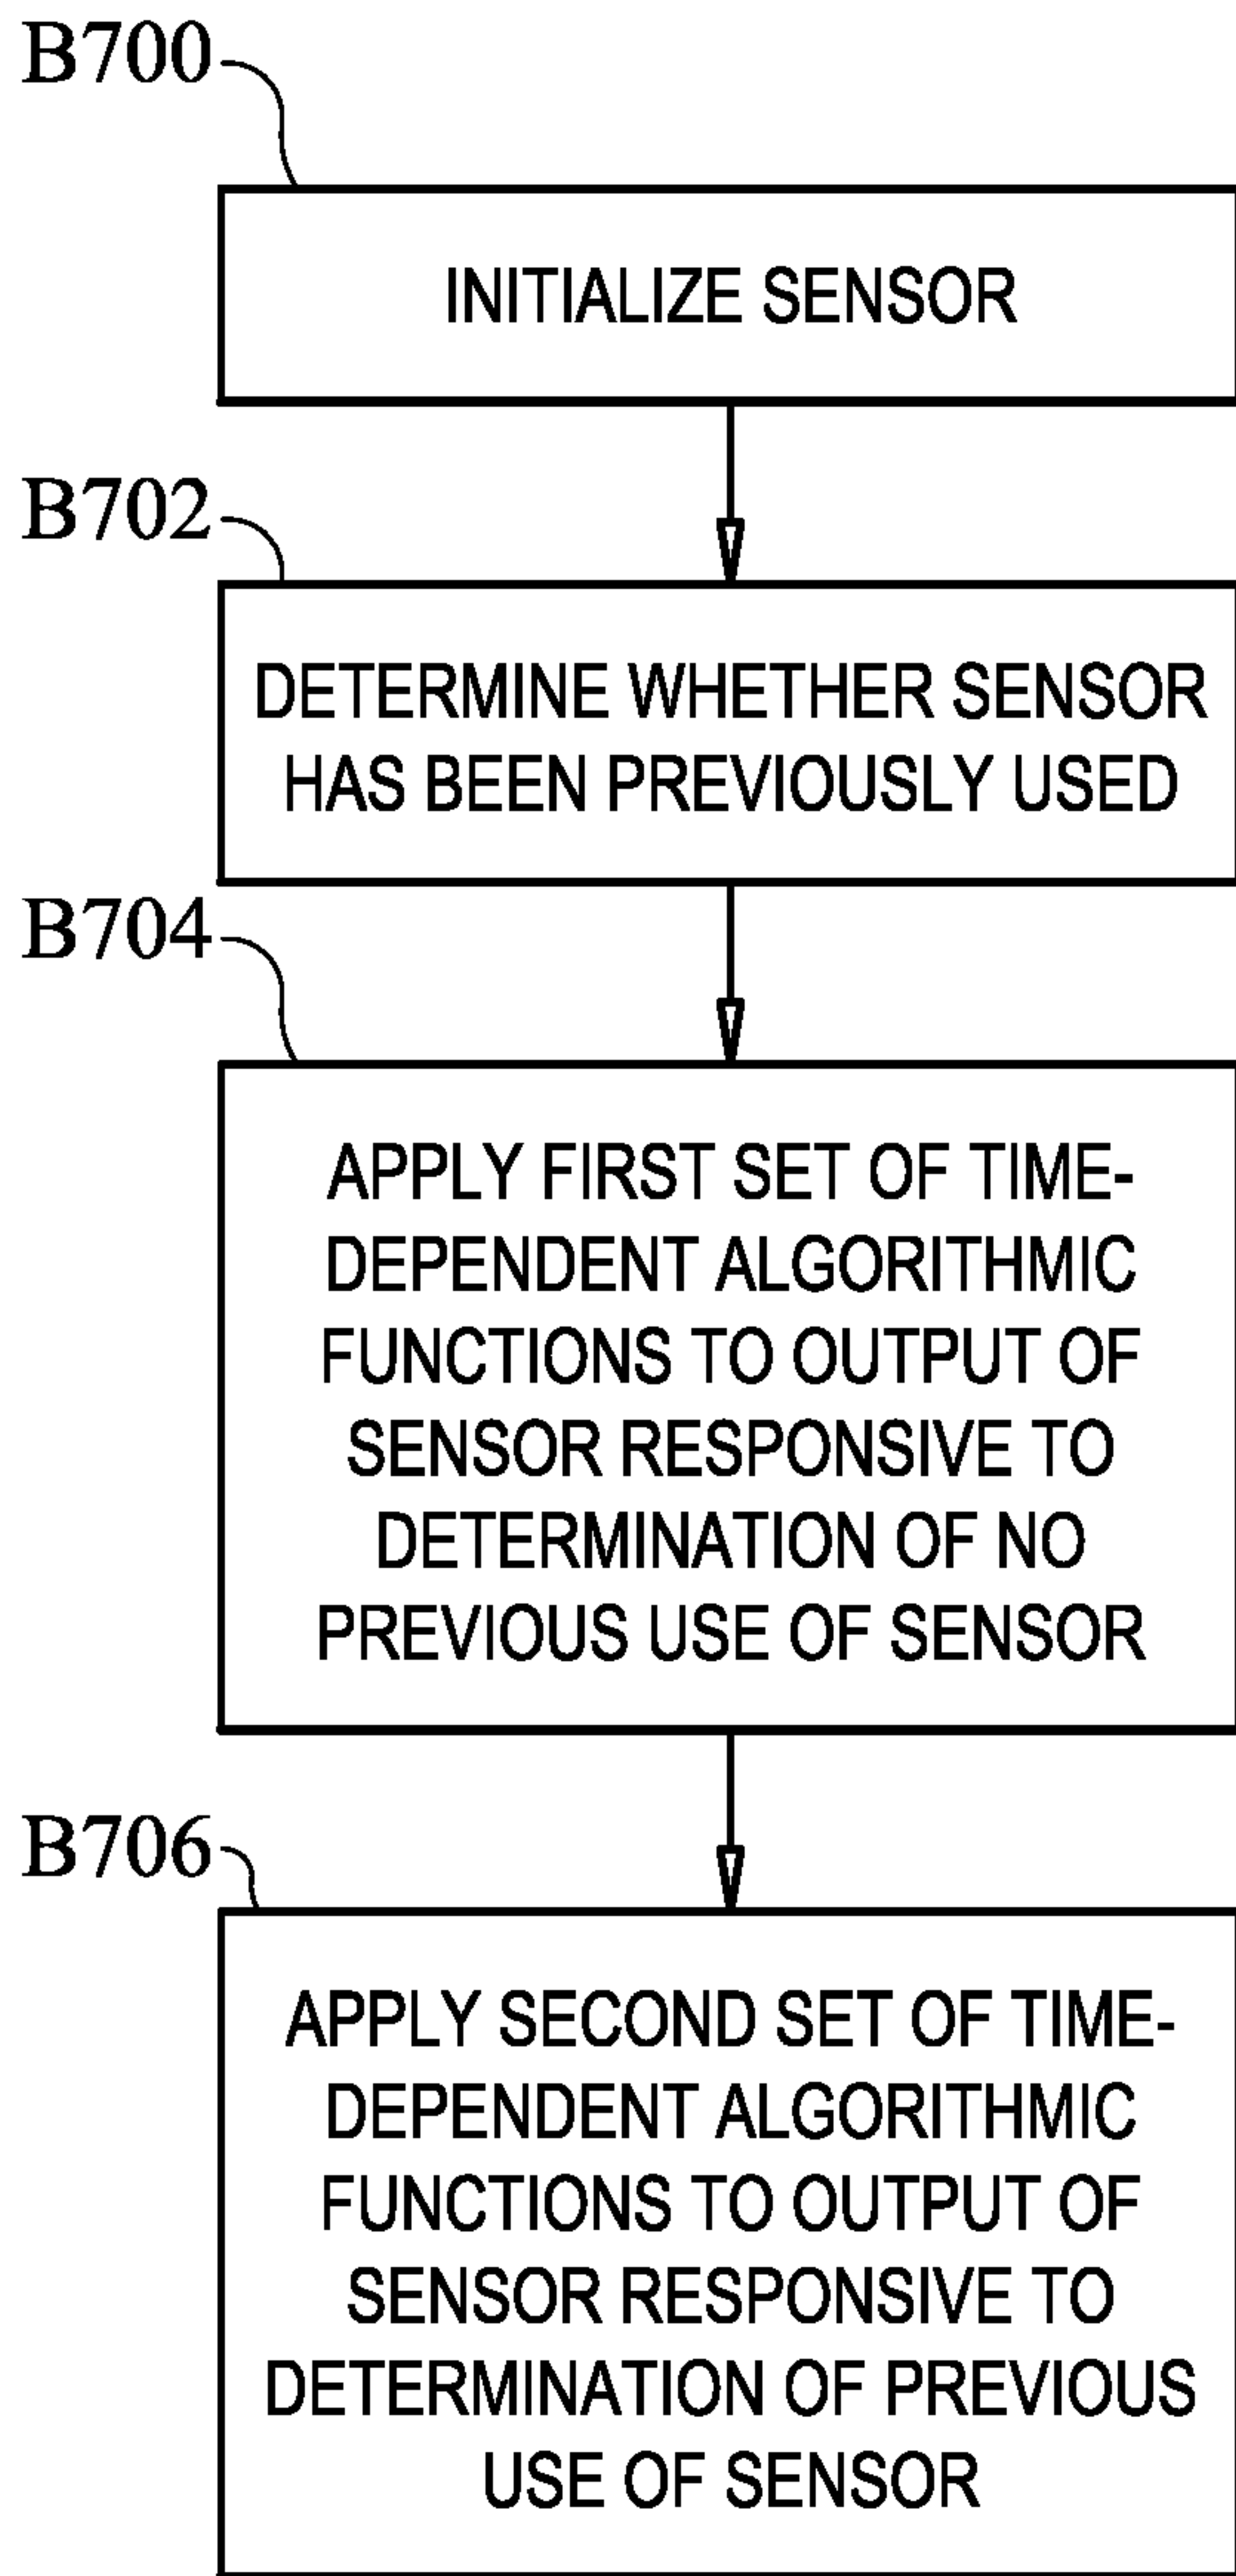 B700
INITIALIZE SENSOR
B702
DETERMINE WHETHER SENSOR
HAS BEEN PREVIOUSLY USED
B704
APPLY FIRST SET OF TIME-
DEPENDENT ALGORITHMIC
FUNCTIONS TO OUTPUT OF
SENSOR RESPONSIVE TO
DETERMINATION OF NO
PREVIOUS USE OF SENSOR
B706
APPLY SECOND SET OF TIME-
DEPENDENT ALGORITHMIC
FUNCTIONS TO OUTPUT OF
SENSOR RESPONSIVE TO
DETERMINATION OF PREVIOUS
USE OF SENSOR